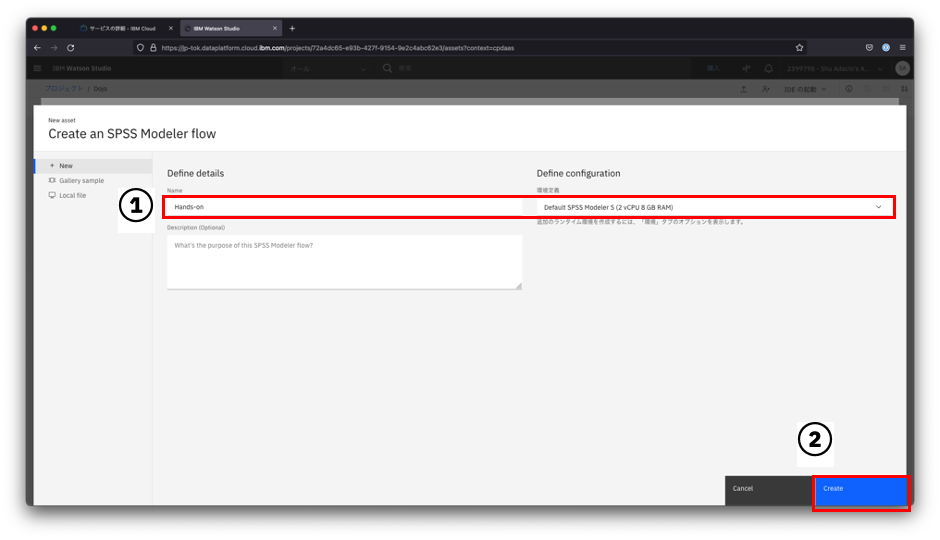 サービスの詳細 - IBM Cloud
IBM Watson Studio
https://jp-tok.dataplatform.cloud.ibm.com/projects/72a4dc65-e93b-427f-9154-9e2c4abc62e3/assets?context=cpdaas
IBM Watson Studio
オール
検索
購入
2399798 - Shu Adachi's A...
SA
プロジェクト / Dojo
IDE の起動
New asset
Create an SPSS Modeler flow
New
Gallery sample
Local file
Define details
Define configuration
Name
環境定義
①
Hands-on
Default SPSS Modeler S (2 vCPU 8 GB RAM)
Description (Optional)
追加のランタイム環境を作成するには、「環境」タブのオプションを表示します。
What's the purpose of this SPSS Modeler flow?
②
Cancel
Create